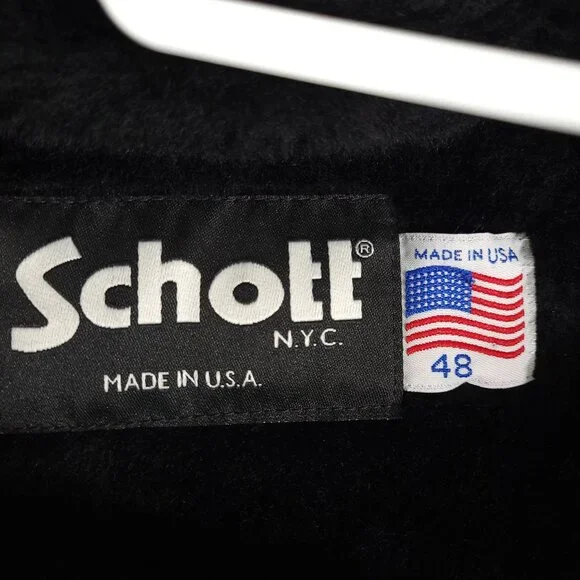 Schott®
N.Y.C.
MADE IN U.S.A.
MADE IN USA
48